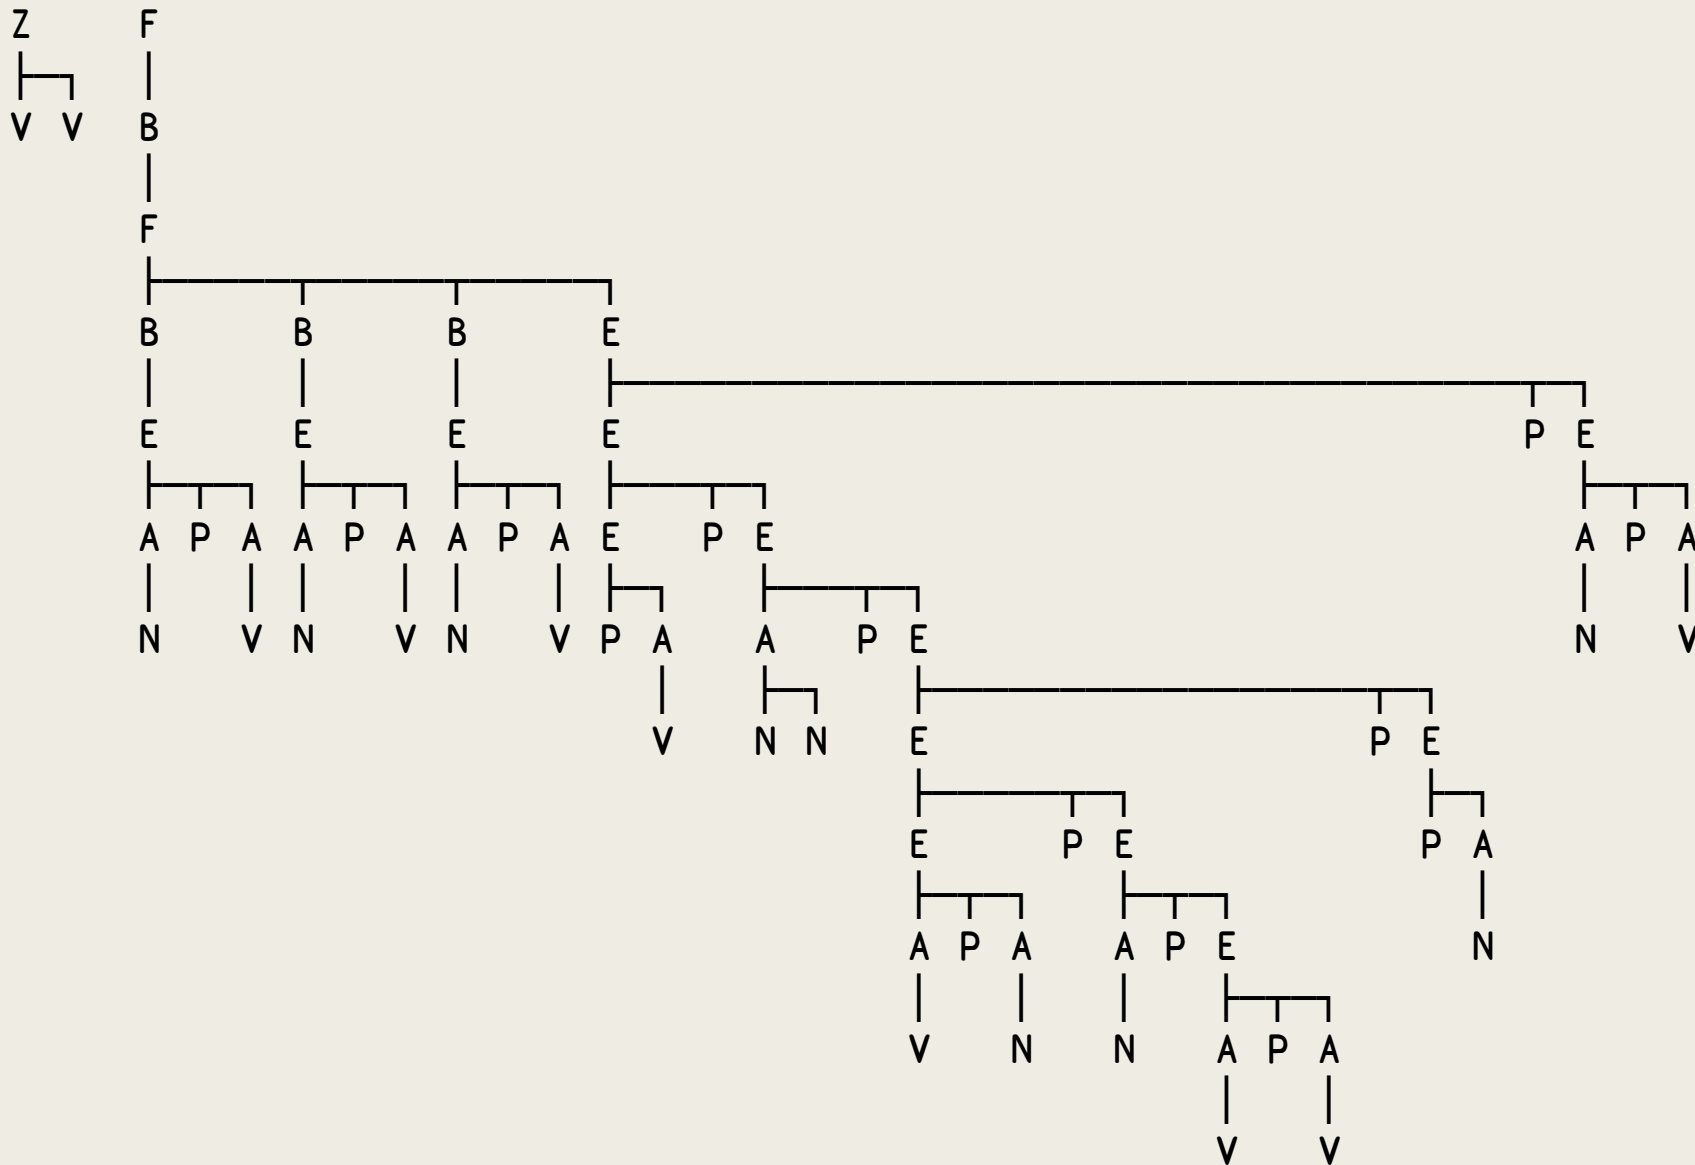 Z F
V V B
F
B B B E
E E E E P E
A P A A P A A P A E P E A P A
N V N V N V P A A P E N V
V N N E P E
E P E P A
A P A A P E N
V N N A P A
V V